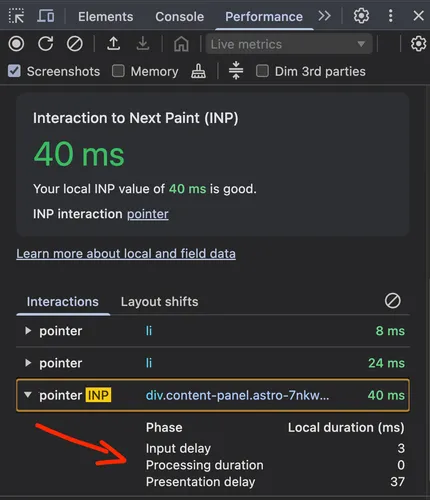 Elements Console Performance
Live metrics
Screenshots Memory Dim 3rd parties
Interaction to Next Paint (INP)
40 ms
Your local INP value of 40 ms is good.
INP interaction pointer
Learn more about local and field data
Interactions Layout shifts
pointer li 8 ms
pointer li 24 ms
pointer INP div.content-panel.astro-7nkw... 40 ms
Phase Local duration (ms)
Input delay 3
Processing duration 0
Presentation delay 37